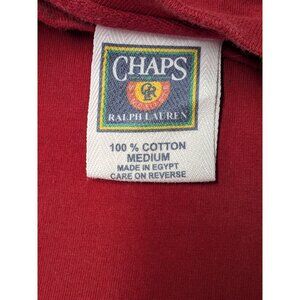 CHAPS
RALPH LAUREN
100 % COTTON
MEDIUM
MADE IN EGYPT
CARE ON REVERSE